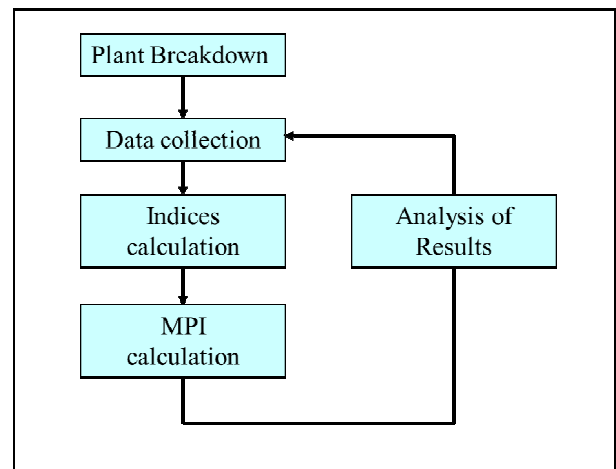 Plant Breakdown
Data collection
Indices
calculation
Analysis of
Results
MPI
calculation